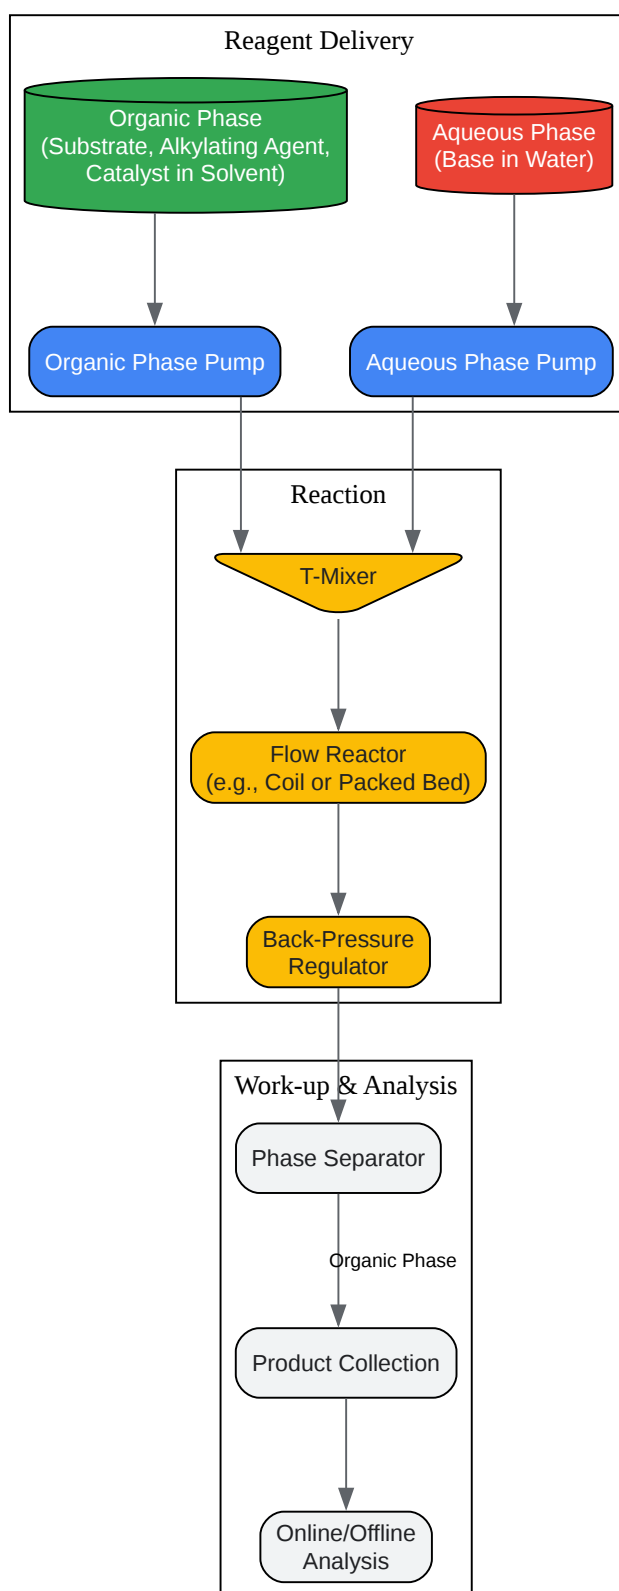 Reagent Delivery
Organic Phase
(Substrate, Alkylating Agent,
Catalyst in Solvent)
Aqueous Phase
(Base in Water)
Organic Phase Pump
Aqueous Phase Pump
Reaction
T-Mixer
Flow Reactor
(e.g., Coil or Packed Bed)
Back-Pressure
Regulator
Work-up & Analysis
Phase Separator
Organic Phase
Product Collection
Online/Offline
Analysis